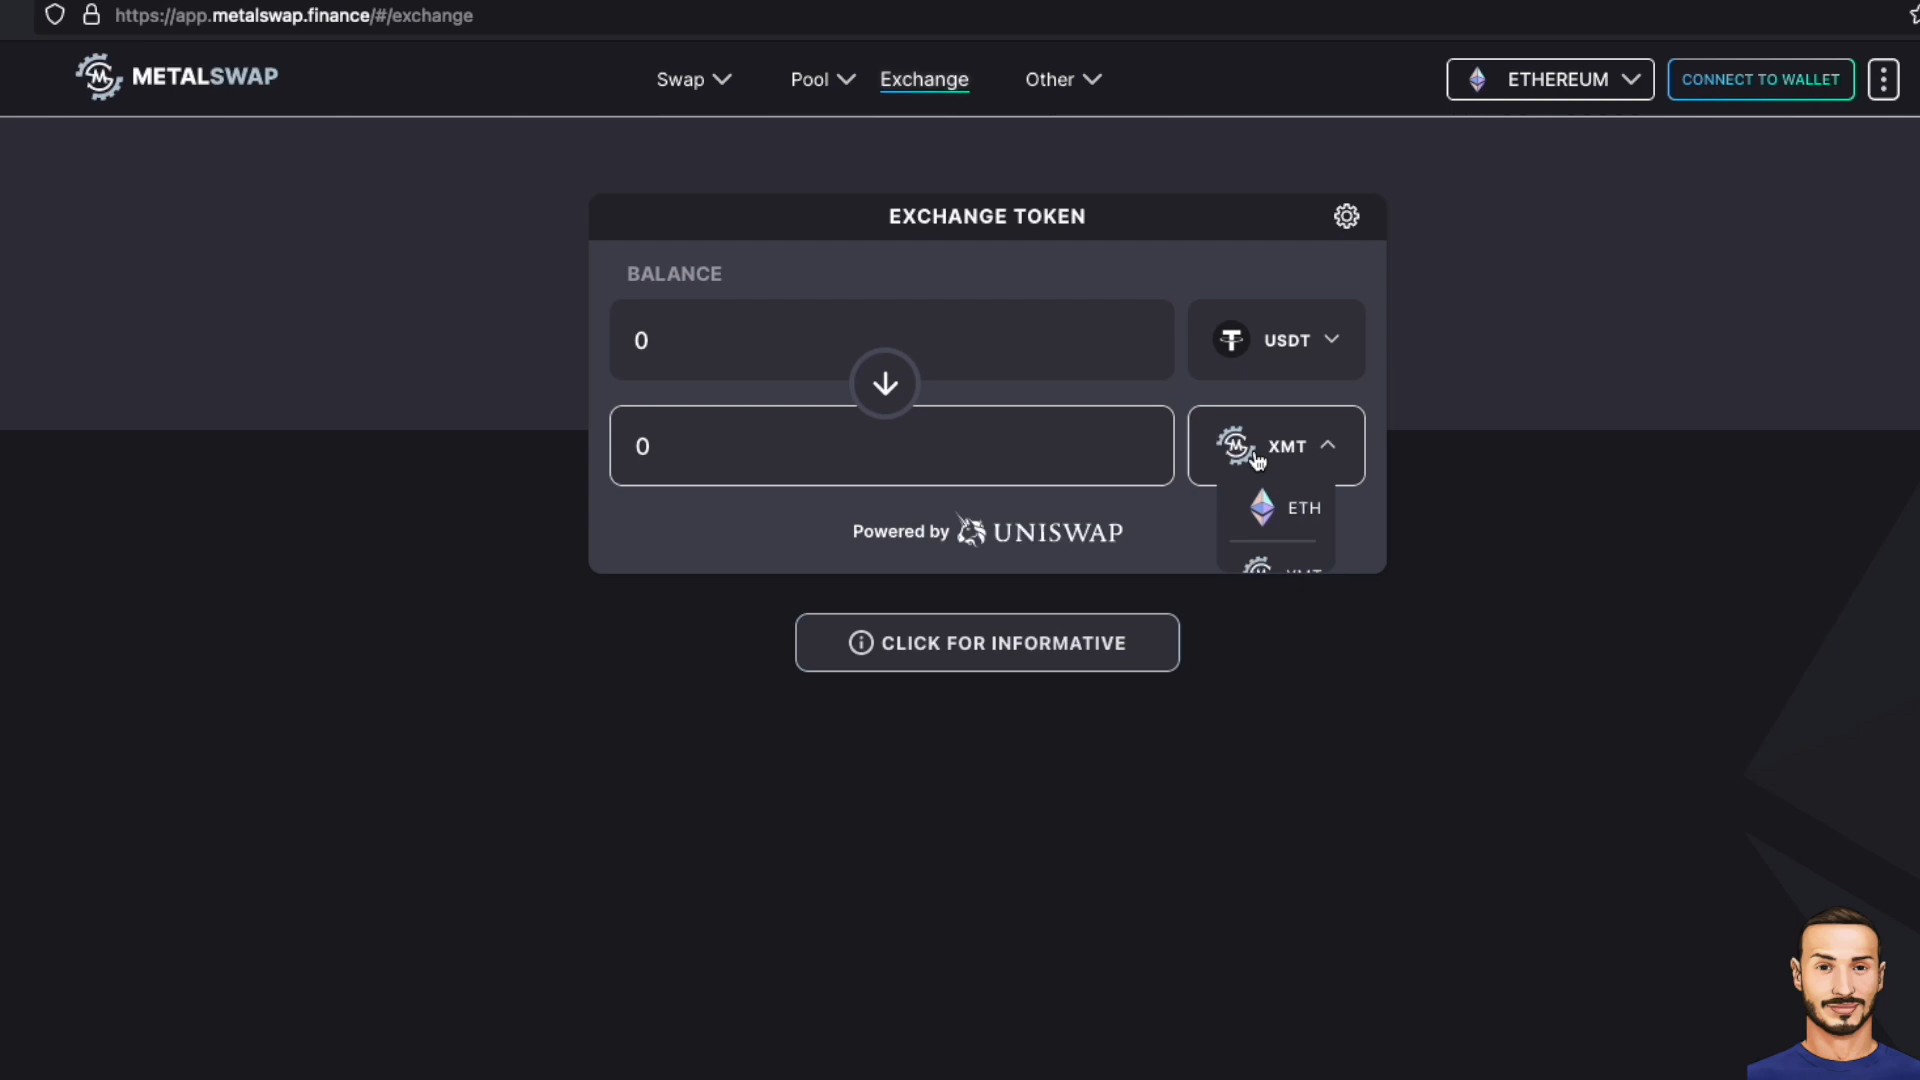 https://app.metalswap.finance/#/exchange
METALSWAP
Swap
Pool
Exchange
Other
ETHEREUM
CONNECT TO WALLET
EXCHANGE TOKEN
BALANCE
0
USDT
0
XMT
ETH
XMT
Powered by UNISWAP
CLICK FOR INFORMATIVE